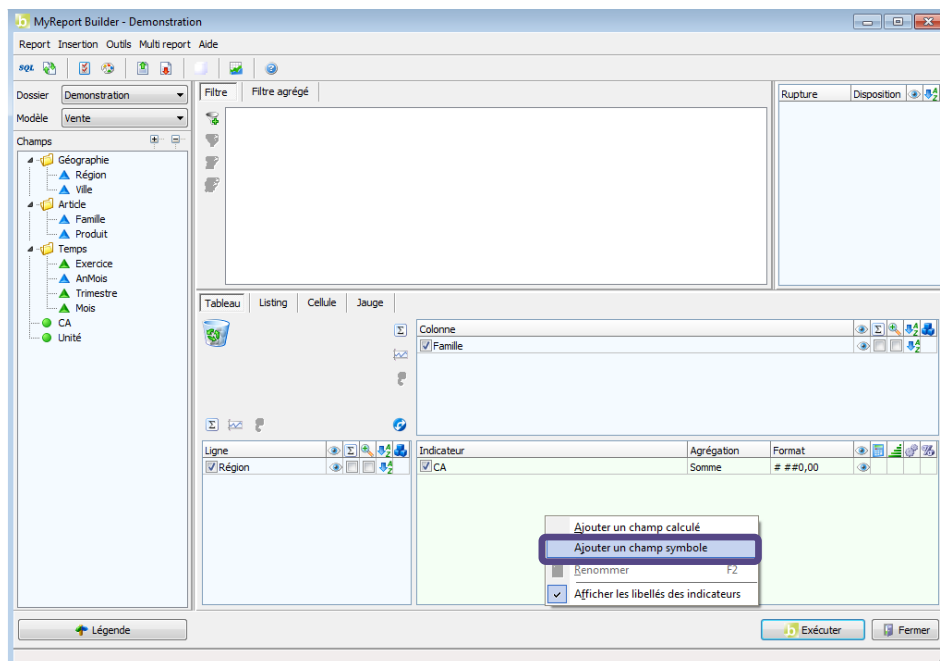 MyReport Builder - Demonstration
Report Insertion Outils Multi report Aide
SQL
Dossier Demonstration
Modèle Vente
Champs
Géographie
Région
Ville
Article
Famille
Produit
Temps
Exercice
AnMois
Trimestre
Mois
CA
Unité
Filtre Filtre agrégé
Rupture Disposition
Tableau Listing Cellule Jauge
Colonne
Famille
Ligne
Région
Indicateur Agrégation Format
CA Somme # ##0,00
Ajouter un champ calculé
Ajouter un champ symbole
Renommer F2
Afficher les libellés des indicateurs
Légende
Exécuter Fermer